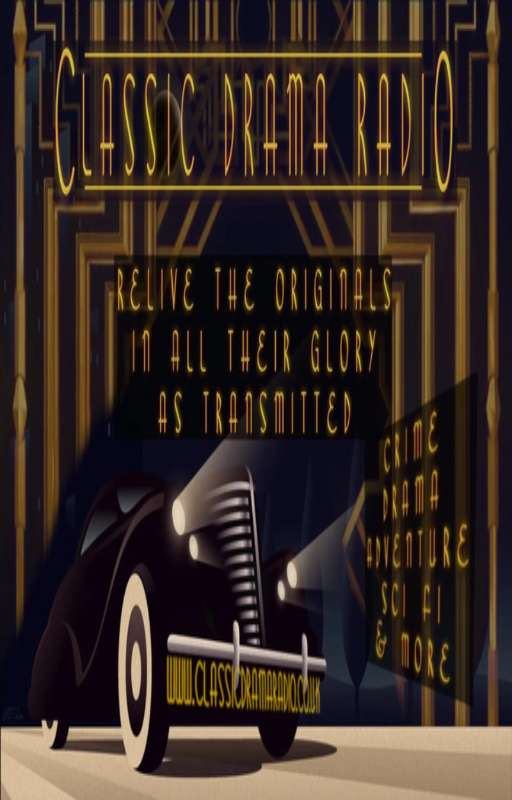 CLASSIC DRAMA RADIO
RELIVE THE ORIGINALS
IN ALL THEIR GLORY
AS TRANSMITTED
CRIME
DRAMA
ADVENTURE
SCI FI
& MORE
WWW.CLASSICDRAMARADIO.CO.UK